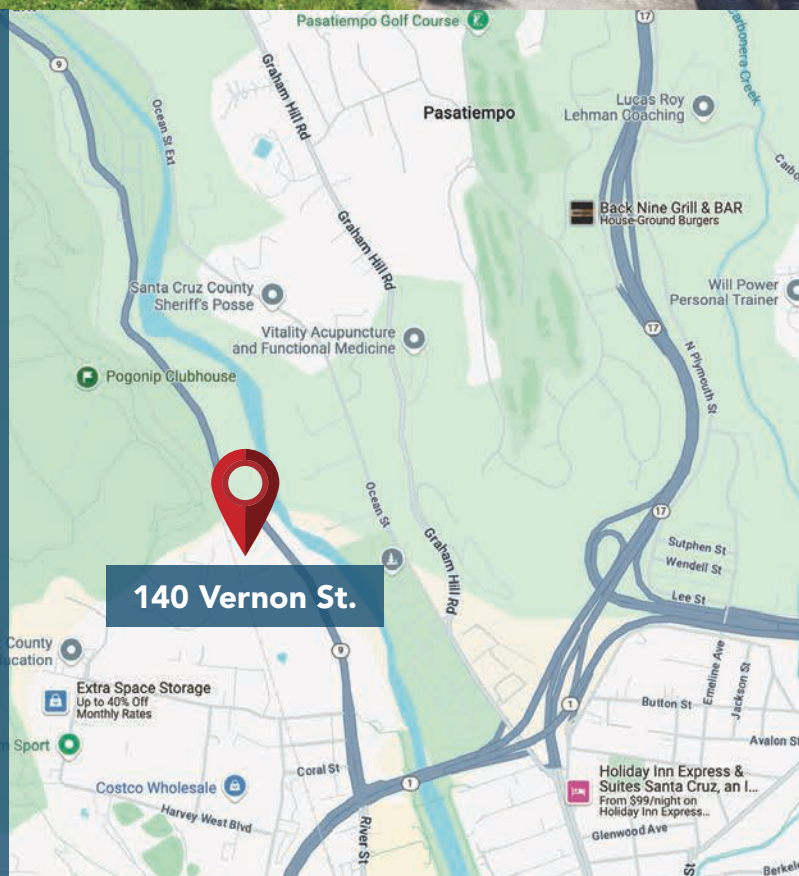 Pasatiempo Golf Course
17
Carbonera Creek
9
Graham Hill Rd
Ocean St Ext
Pasatiempo
Lucas Roy
Lehman Coaching
Back Nine Grill & BAR
House-Ground Burgers
Graham Hill Rd
Santa Cruz County
Sheriff's Posse
Will Power
Personal Trainer
Vitality Acupuncture
and Functional Medicine
17
N Plymouth St
Pogonip Clubhouse
Ocean St
17
Graham Hill Rd
Sutphen St
Wendell St
Lee St
140 Vernon St.
County
9
Extra Space Storage
Up to 40% Off
Monthly Rates
1
Button St
Emeline Ave
Jackson St
Sport
Avalon St
Coral St
1
Costco Wholesale
Harvey West Blvd
River St
Holiday Inn Express &
Suites Santa Cruz, an I...
From $99/night on
Holiday Inn Express...
Glenwood Ave
St